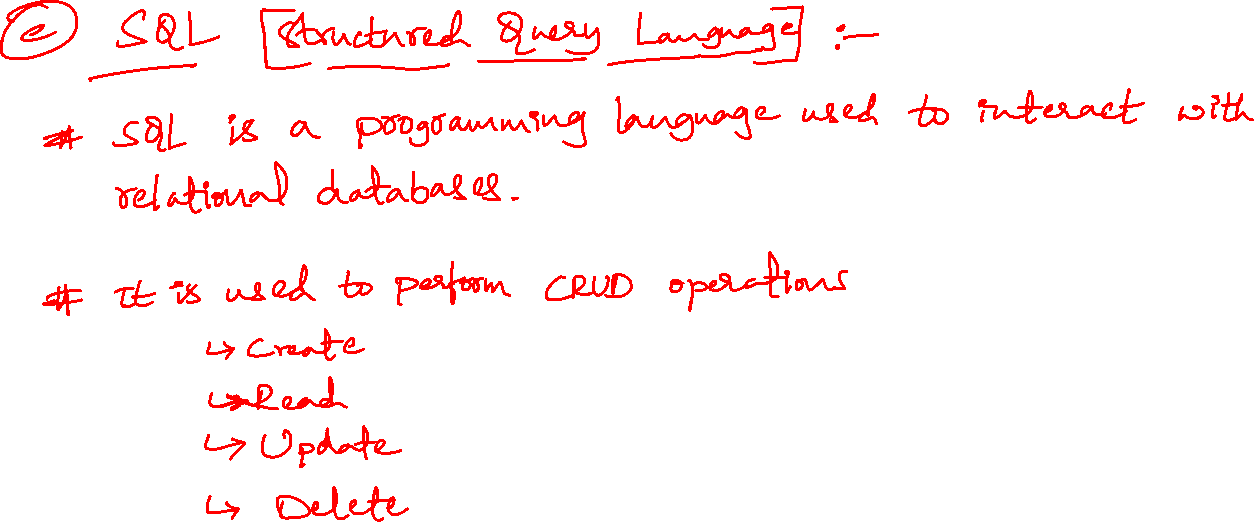 e SQL [Structured Query Language] :-
# SQL is a programming language used to interact with
relational databases.
# It is used to perform CRUD operations
↳ Create
↳ Read
↳ Update
↳ Delete